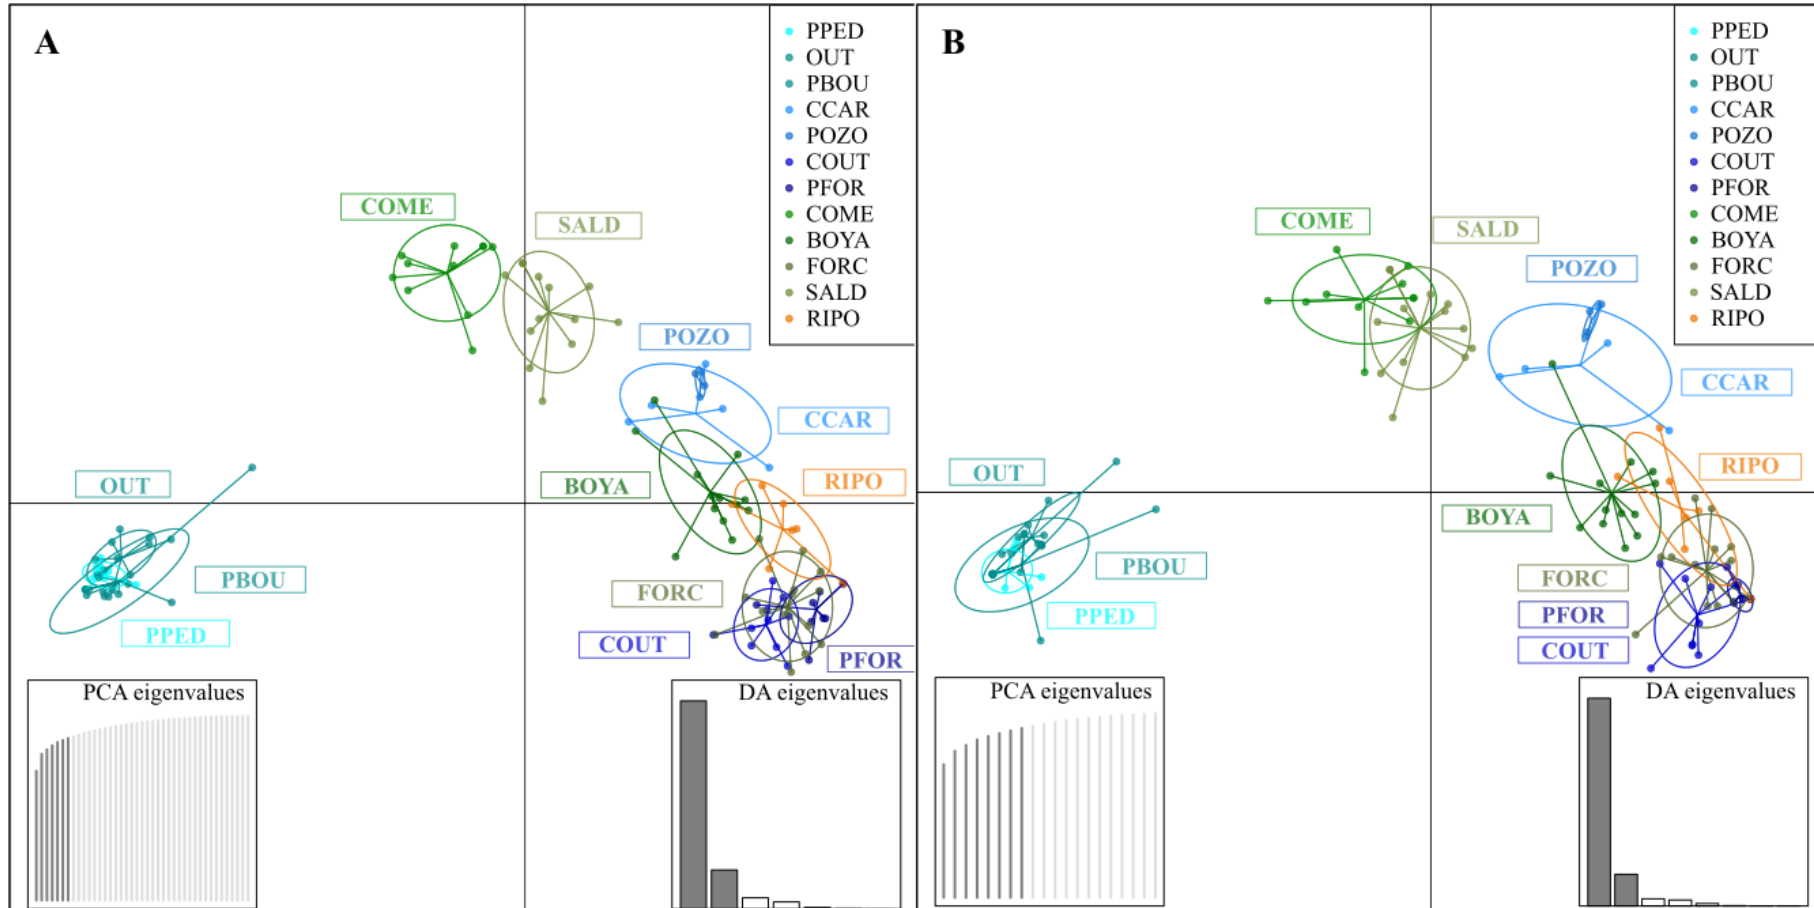 A
PPED
OUT
PBOU
CCAR
POZO
COUT
PFOR
COME
BOYA
FORC
SALD
RIPO
COME
SALD
POZO
CCAR
OUT
BOYA
RIPO
PBOU
FORC
PPED
COUT
PFOR
PCA eigenvalues
DA eigenvalues
B
PPED
OUT
PBOU
CCAR
POZO
COUT
PFOR
COME
BOYA
FORC
SALD
RIPO
COME
SALD
POZO
CCAR
OUT
RIPO
BOYA
PBOU
FORC
PPED
PFOR
COUT
PCA eigenvalues
DA eigenvalues